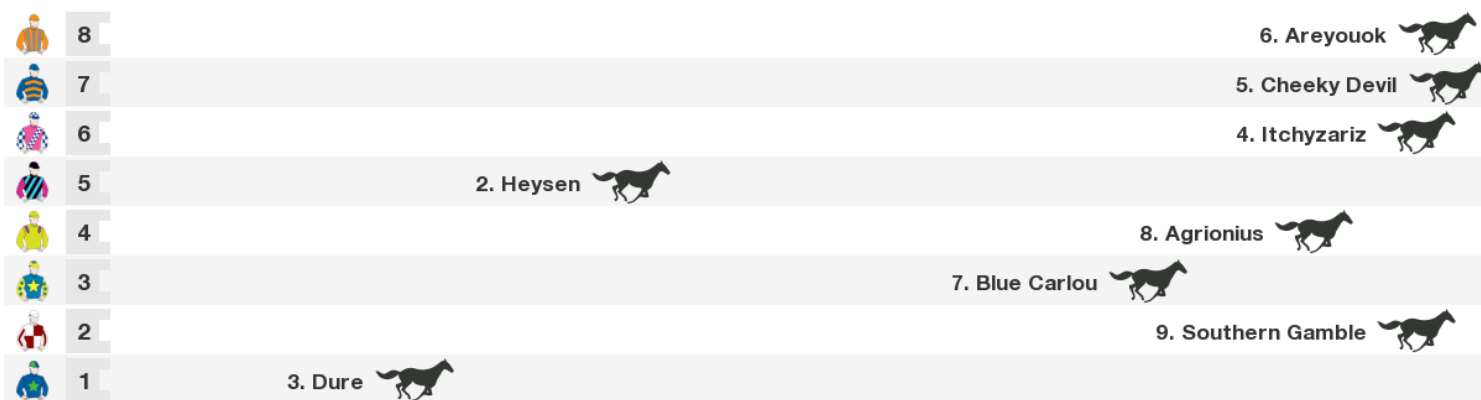 8 6. Areyouok
7 5. Cheeky Devil
6 4. Itchyzariz
5 2. Heysen
4 8. Agrionius
3 7. Blue Carlou
2 9. Southern Gamble
1 3. Dure